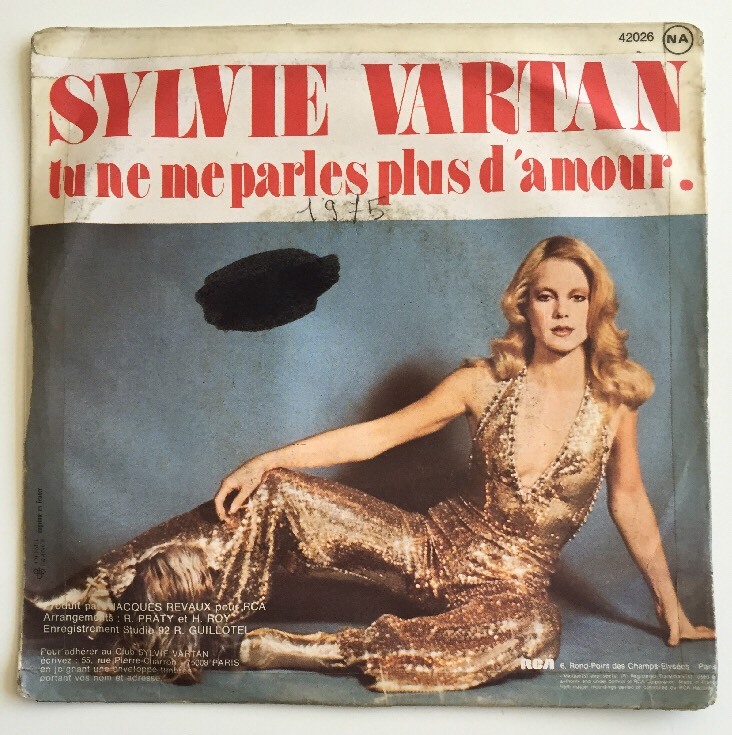 42026 NA
SYLVIE VARTAN
tu ne me parles plus d'amour.
1975
Produit par JACQUES REVAUX pour RCA
Arrangements : R. PRATY et H. ROY
Enregistrement Studio 92 R. GUILLOTEL
Pour adhérer au Club SYLVIE VARTAN
écrivez : 55, rue Pierre-Charron, 75008 PARIS
en joignant une enveloppe timbrée
portant vos nom et adresse.
RCA 6, Rond-Point des Champs-Elysées Paris